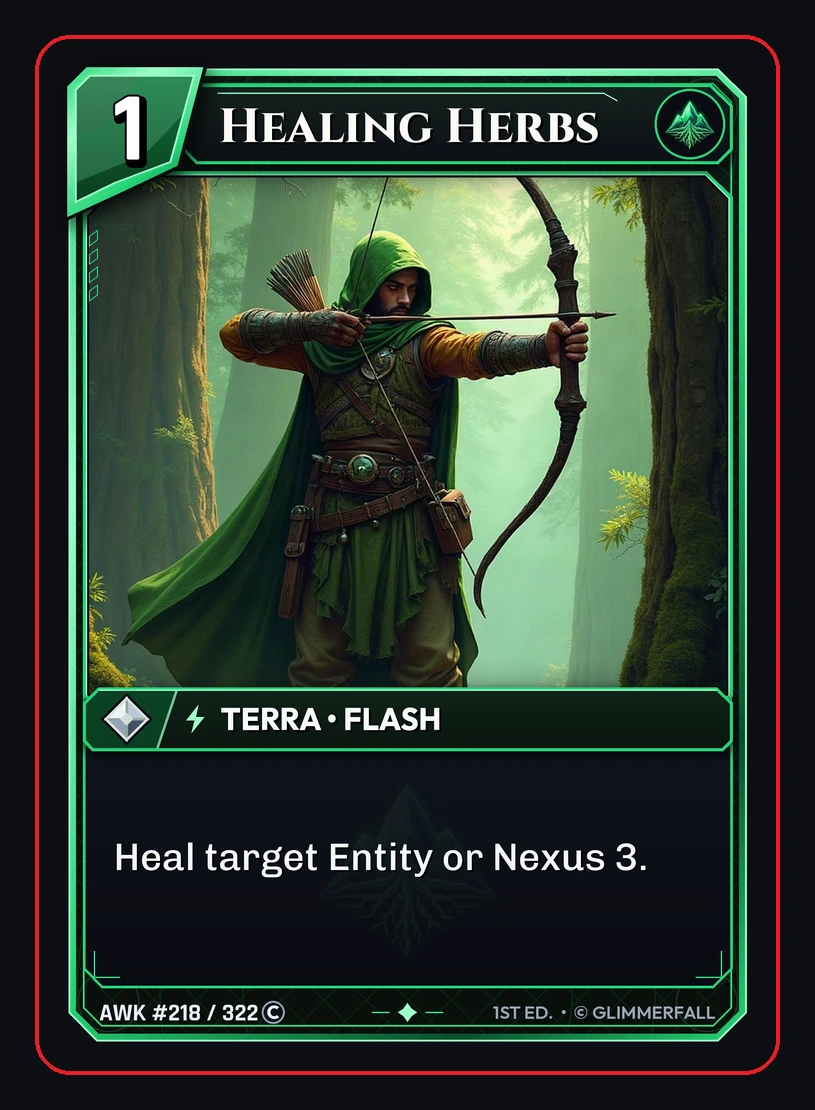 1
Healing Herbs
TERRA • FLASH
Heal target Entity or Nexus 3.
AWK #218 / 322 Ⓒ
1ST ED. • © GLIMMERFALL